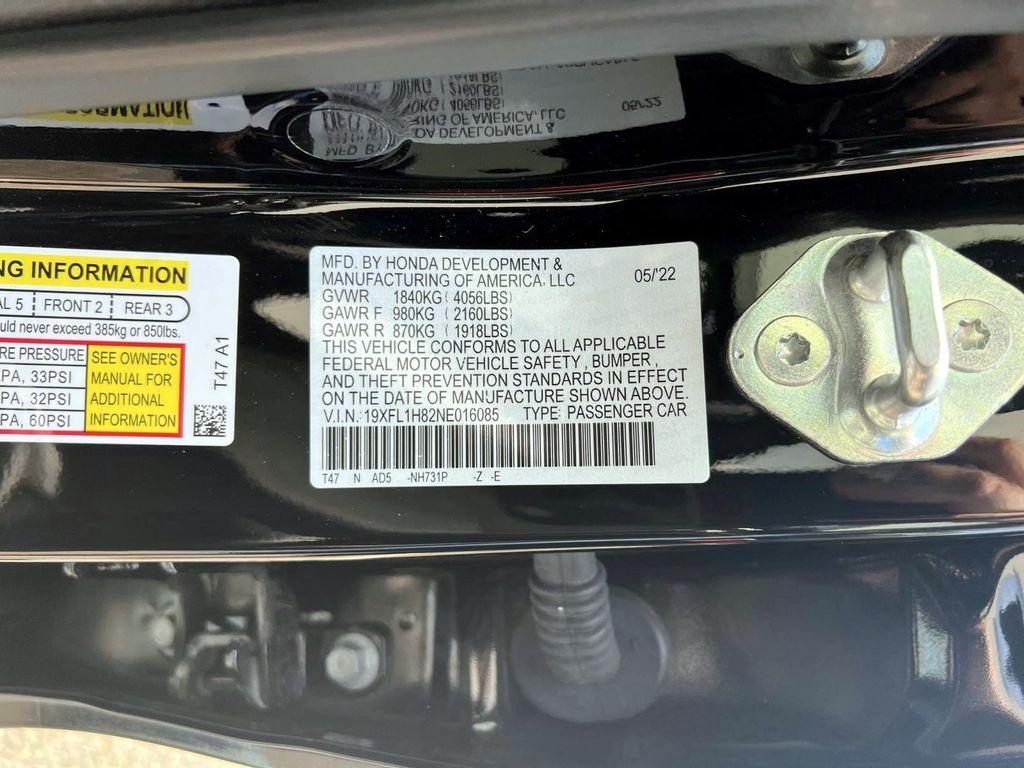 NG INFORMATION
AL 5 FRONT 2 REAR 3
ould never exceed 385kg or 850lbs.
RE PRESSURE
PA, 33PSI
PA, 32PSI
PA, 60PSI
SEE OWNER'S
MANUAL FOR
ADDITIONAL
INFORMATION
T47 A1
MFD. BY HONDA DEVELOPMENT &
MANUFACTURING OF AMERICA, LLC 05/'22
GVWR 1840KG ( 4056LBS)
GAWR F 980KG ( 2160LBS)
GAWR R 870KG ( 1918LBS)
THIS VEHICLE CONFORMS TO ALL APPLICABLE
FEDERAL MOTOR VEHICLE SAFETY , BUMPER ,
AND THEFT PREVENTION STANDARDS IN EFFECT
ON THE DATE OF MANUFACTURE SHOWN ABOVE.
V.I.N.: 19XFL1H82NE016085 TYPE: PASSENGER CAR
T47 N AD5 -NH731P -Z -E